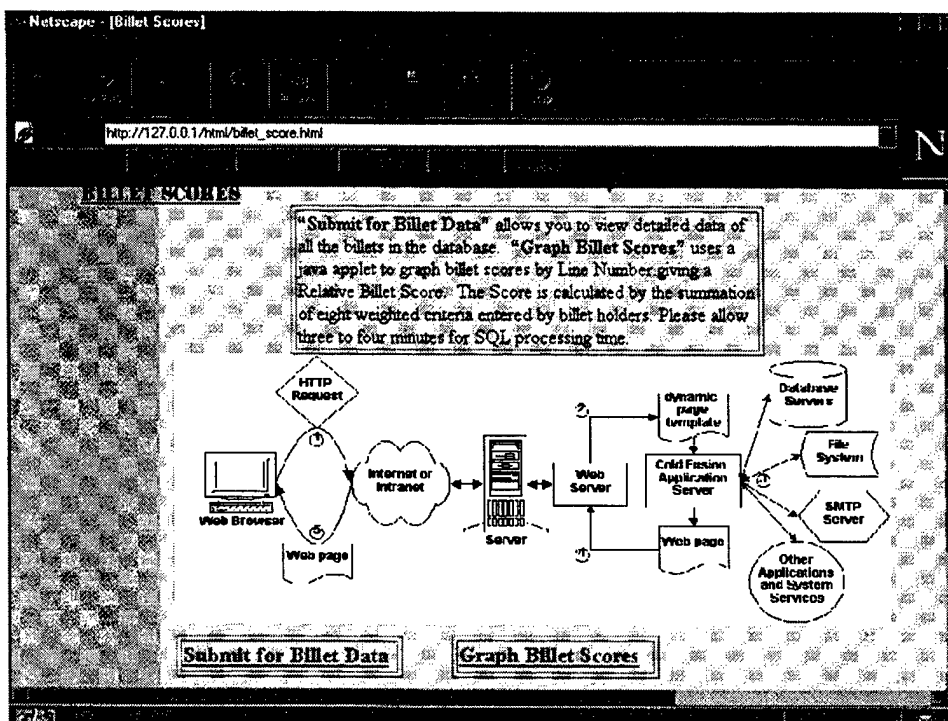 Netscape - [Billet Scores]
http://127.0.0.1/html/billet_score.html
N
BILLET SCORES
"Submit for Billet Data" allows you to view detailed data of
all the billets in the database. "Graph Billet Scores" uses a
java applet to graph billet scores by Line Number giving a
Relative Billet Score. The Score is calculated by the summation
of eight weighted criteria entered by billet holders. Please allow
three to four minutes for SQL processing time.
HTTP
Request
Web Browser
Web page
Internet or
Intranet
Server
Web
Server
dynamic
page
template
Cold Fusion
Application
Server
Web page
Database
Servers
File
System
SMTP
Server
Other
Applications
and System
Services
Submit for Billet Data
Graph Billet Scores